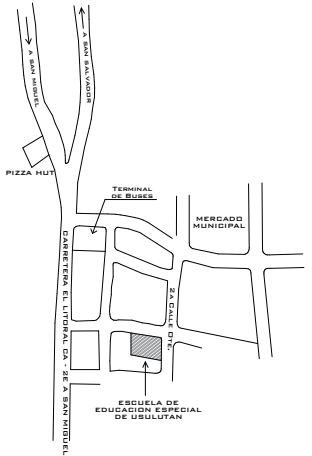 A SAN MIGUEL
A SAN SALVADOR
PIZZA HUT
TERMINAL
DE BUSES
MERCADO
MUNICIPAL
CARRETERA EL LITORAL CA - 2E A SAN MIGUEL
2A CALLE OTE.
ESCUELA DE
EDUCACION ESPECIAL
DE USULUTAN